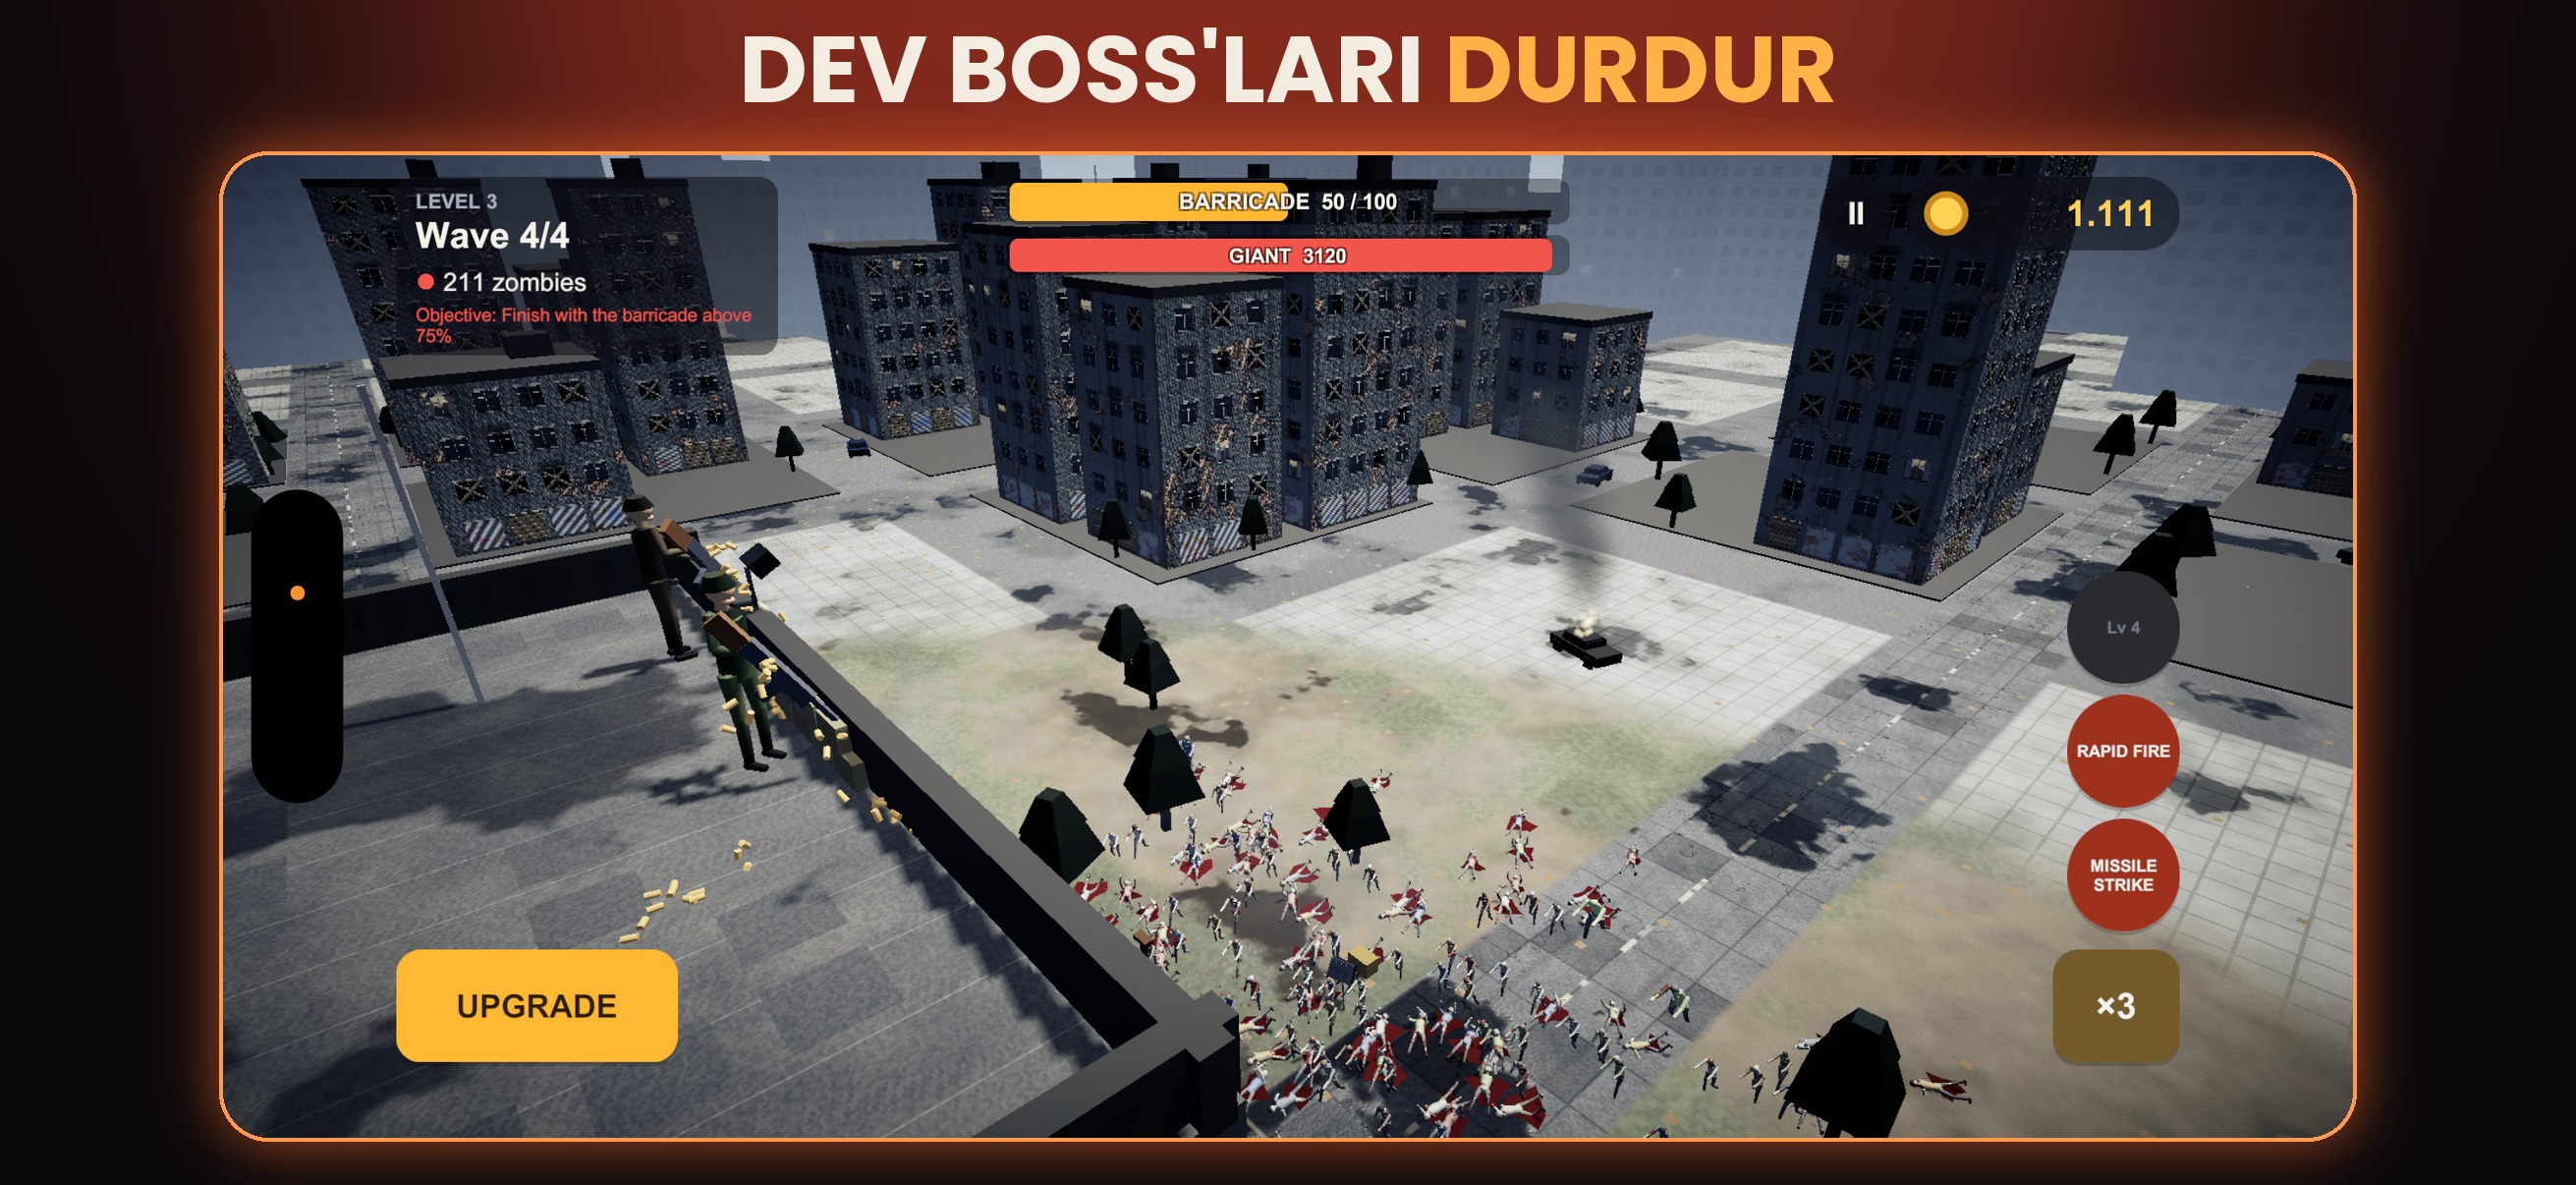 DEV BOSS'LARI DURDUR
LEVEL 3
Wave 4/4
211 zombies
Objective: Finish with the barricade above
75%
BARRICADE 50 / 100
GIANT 3120
1.111
Lv 4
RAPID FIRE
MISSILE
STRIKE
UPGRADE
×3